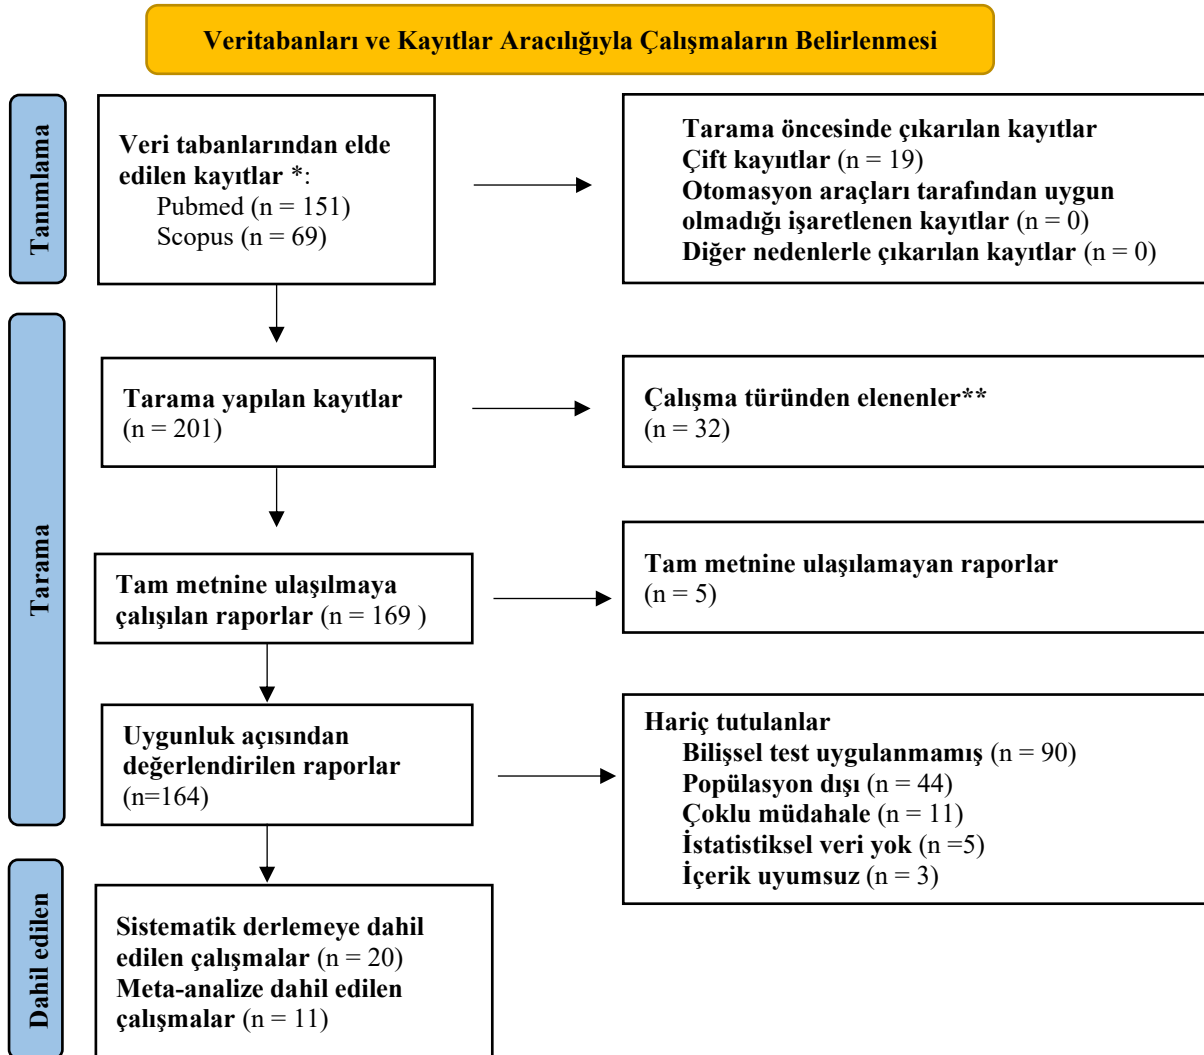 Veritabanları ve Kayıtlar Aracılığıyla Çalışmaların Belirlenmesi
Tanımlama
Veri tabanlarından elde
edilen kayıtlar *:
Pubmed (n = 151)
Scopus (n = 69)
Tarama öncesinde çıkarılan kayıtlar
Çift kayııtlar (n = 19)
Otomasyon araçları tarafından uygun
olmadığı işaretlenen kayıtlar (n = 0)
Diğer nedenlerle çıkarılan kayıtlar (n = 0)
Tarama
Tarama yapılan kayıtlar
(n = 201)
Çalışma türünden elenenler**
(n = 32)
Tam metnine ulaşılmaya
çalışılan raporlar (n = 169 )
Tam metnine ulaşılamayan raporlar
(n = 5)
Uygunluk açısından
değerlendirilen raporlar
(n=164)
Hariç tutulanlar
Bilişsel test uygulanmamış (n = 90)
Popülasyon dışı (n = 44)
Çoklu müdahale (n = 11)
İstatistiksel veri yok (n =5)
İçerik uyumsuz (n = 3)
Dahil edilen
Sistematik derlemeye dahil
edilen çalışmalar (n = 20)
Meta-analize dahil edilen
çalışmalar (n = 11)